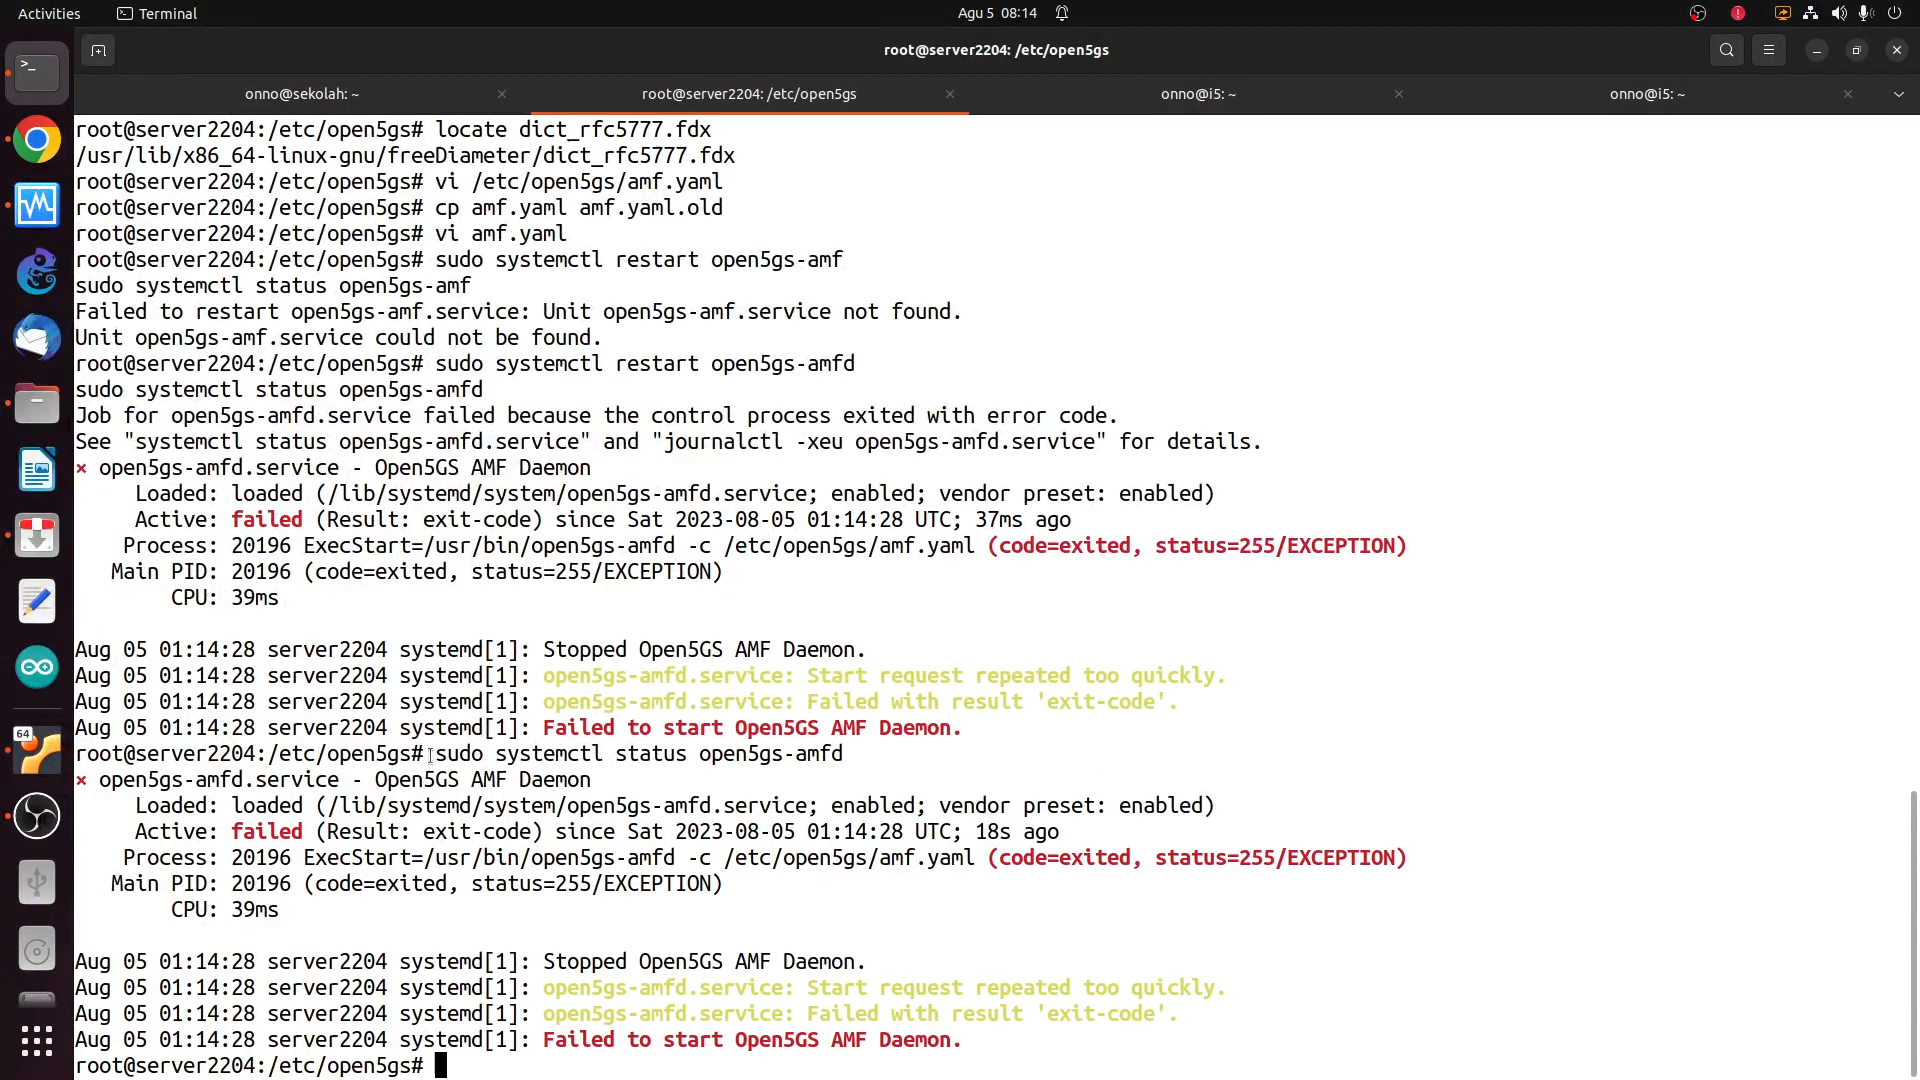 Activities
Terminal
Agu 5 08:14
root@server2204: /etc/open5gs
onno@sekolah: ~
root@server2204: /etc/open5gs
onno@i5: ~
onno@i5: ~
root@server2204:/etc/open5gs# locate dict_rfc5777.fdx
/usr/lib/x86_64-linux-gnu/freeDiameter/dict_rfc5777.fdx
root@server2204:/etc/open5gs# vi /etc/open5gs/amf.yaml
root@server2204:/etc/open5gs# cp amf.yaml amf.yaml.old
root@server2204:/etc/open5gs# vi amf.yaml
root@server2204:/etc/open5gs# sudo systemctl restart open5gs-amf
sudo systemctl status open5gs-amf
Failed to restart open5gs-amf.service: Unit open5gs-amf.service not found.
Unit open5gs-amf.service could not be found.
root@server2204:/etc/open5gs# sudo systemctl restart open5gs-amfd
sudo systemctl status open5gs-amfd
Job for open5gs-amfd.service failed because the control process exited with error code.
See "systemctl status open5gs-amfd.service" and "journalctl -xeu open5gs-amfd.service" for details.
× open5gs-amfd.service - Open5GS AMF Daemon
Loaded: loaded (/lib/systemd/system/open5gs-amfd.service; enabled; vendor preset: enabled)
Active: failed (Result: exit-code) since Sat 2023-08-05 01:14:28 UTC; 37ms ago
Process: 20196 ExecStart=/usr/bin/open5gs-amfd -c /etc/open5gs/amf.yaml (code=exited, status=255/EXCEPTION)
Main PID: 20196 (code=exited, status=255/EXCEPTION)
CPU: 39ms
Aug 05 01:14:28 server2204 systemd[1]: Stopped Open5GS AMF Daemon.
Aug 05 01:14:28 server2204 systemd[1]: open5gs-amfd.service: Start request repeated too quickly.
Aug 05 01:14:28 server2204 systemd[1]: open5gs-amfd.service: Failed with result 'exit-code'.
Aug 05 01:14:28 server2204 systemd[1]: Failed to start Open5GS AMF Daemon.
root@server2204:/etc/open5gs# sudo systemctl status open5gs-amfd
× open5gs-amfd.service - Open5GS AMF Daemon
Loaded: loaded (/lib/systemd/system/open5gs-amfd.service; enabled; vendor preset: enabled)
Active: failed (Result: exit-code) since Sat 2023-08-05 01:14:28 UTC; 18s ago
Process: 20196 ExecStart=/usr/bin/open5gs-amfd -c /etc/open5gs/amf.yaml (code=exited, status=255/EXCEPTION)
Main PID: 20196 (code=exited, status=255/EXCEPTION)
CPU: 39ms
Aug 05 01:14:28 server2204 systemd[1]: Stopped Open5GS AMF Daemon.
Aug 05 01:14:28 server2204 systemd[1]: open5gs-amfd.service: Start request repeated too quickly.
Aug 05 01:14:28 server2204 systemd[1]: open5gs-amfd.service: Failed with result 'exit-code'.
Aug 05 01:14:28 server2204 systemd[1]: Failed to start Open5GS AMF Daemon.
root@server2204:/etc/open5gs#
64